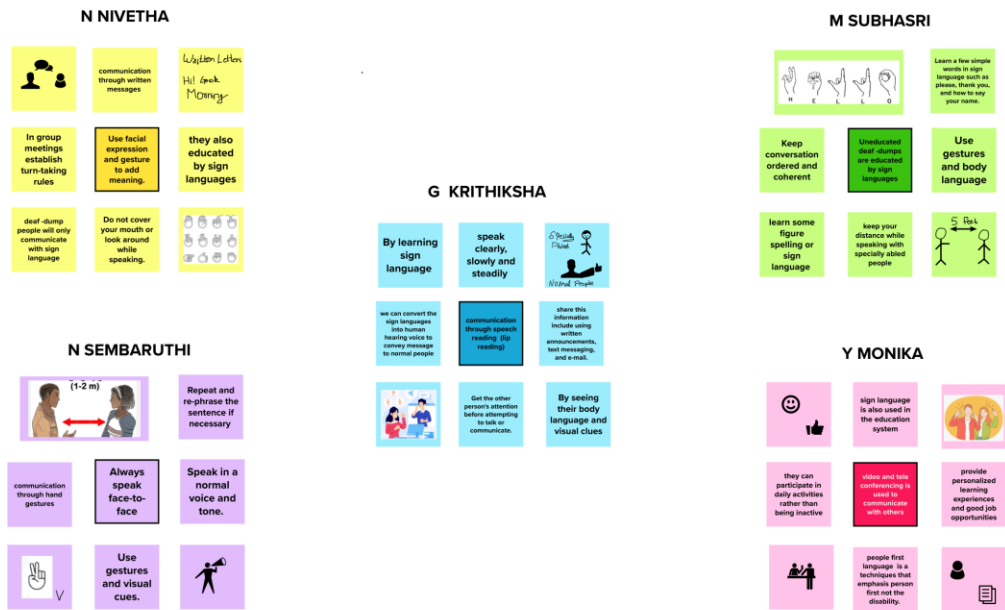 N NIVETHA
communication
through written
messages
Written Letters
Hi! Good
Morning
In group
meetings
establish
turn-taking
rules
Use facial
expression
and gesture
to add
meaning.
they also
educated
by sign
languages
deaf -dump
people will only
communicate
with sign
language
Do not cover
your mouth or
look around
while
speaking.
M SUBHASRI
H E L L O
Learn a few simple
words in sign
language such as
please, thank you,
and how to say
your name.
Keep
conversation
ordered and
coherent
Uneducated
deaf -dumps
are educated
by sign
languages
Use
gestures
and body
language
learn some
figure
spelling or
sign
language
keep your
distance while
speaking with
specially abled
people
5 feet
G KRITHIKSHA
By learning
sign
language
speak
clearly,
slowly and
steadily
Specially
Normal People
we can convert the
sign languages
into human
hearing voice to
convey message
to normal people
communication
through speech
reading (lip
reading)
share this
information
include using
written
announcements,
text messaging,
and e-mail.
Get the other
person's attention
before attempting
to talk or
communicate.
By seeing
their body
language and
visual clues
N SEMBARUTHI
(1-2 m)
Repeat and
re-phrase the
sentence if
necessary
communication
through hand
gestures
Always
speak
face-to-
face
Speak in a
normal
voice and
tone.
V
Use
gestures
and visual
cues.
Y MONIKA
sign language
is also used in
the education
system
they can
participate in
daily activities
rather than
being inactive
video and tele
conferencing is
used to
communicate
with others
provide
personalized
learning
experiences
and good job
opportunities
people first
language is a
techniques that
emphasis person
first not the
disability.